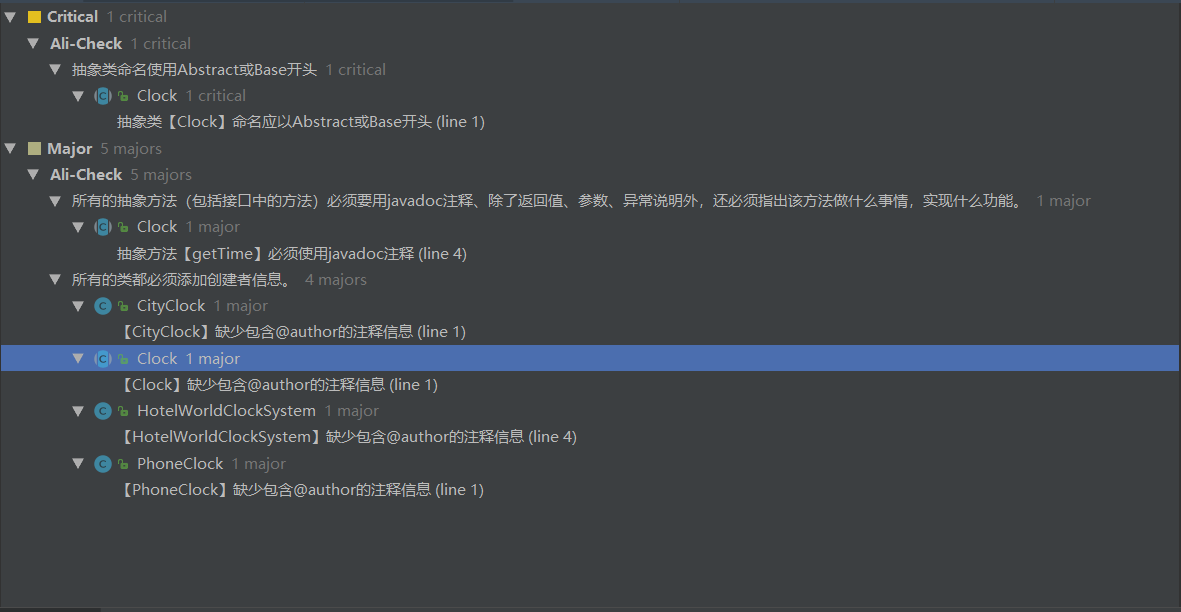 Critical 1 critical
Ali-Check 1 critical
抽象类命名使用Abstract或Base开头 1 critical
Clock 1 critical
抽象类【Clock】命名应以Abstract或Base开头 (line 1)
Major 5 majors
Ali-Check 5 majors
所有的抽象方法（包括接口中的方法）必须要用javadoc注释、除了返回值、参数、异常说明外，还必须指出该方法做什么事情，实现什么功能。 1 major
Clock 1 major
抽象方法【getTime】必须使用javadoc注释 (line 4)
所有的类都必须添加创建者信息。 4 majors
CityClock 1 major
【CityClock】缺少包含@author的注释信息 (line 1)
Clock 1 major
【Clock】缺少包含@author的注释信息 (line 1)
HotelWorldClockSystem 1 major
【HotelWorldClockSystem】缺少包含@author的注释信息 (line 4)
PhoneClock 1 major
【PhoneClock】缺少包含@author的注释信息 (line 1)